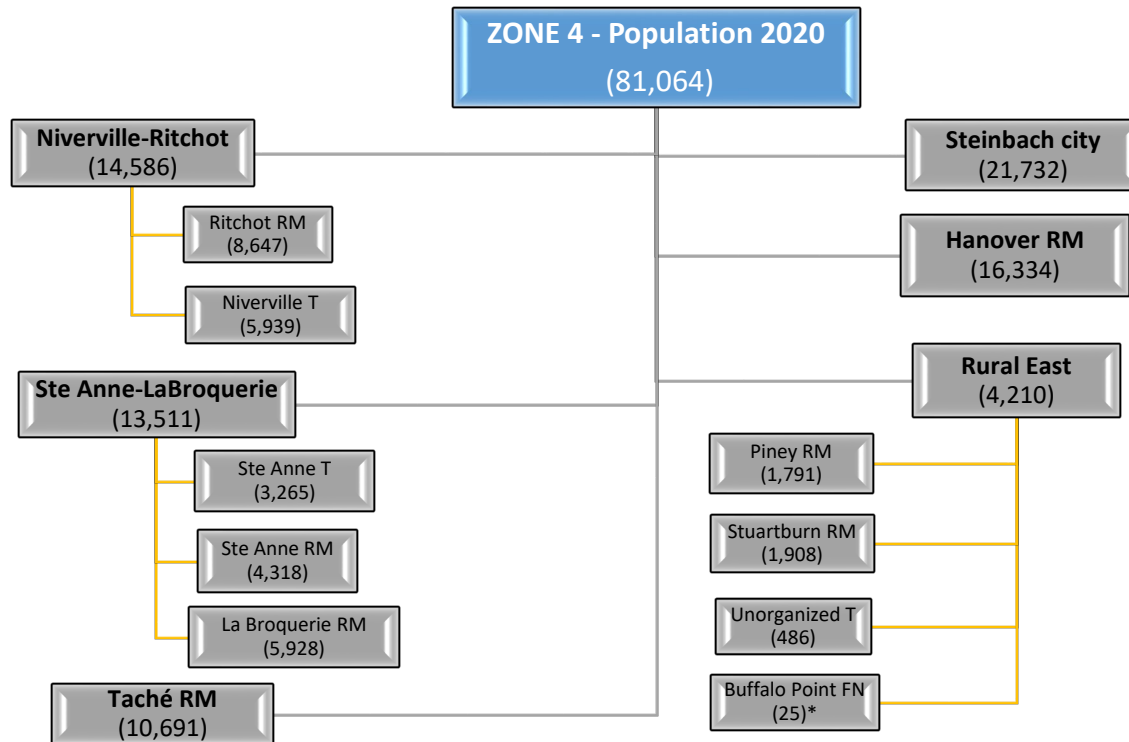 ZONE 4 - Population 2020
(81,064)
Niverville-Ritchot
(14,586)
Ritchot RM
(8,647)
Niverville T
(5,939)
Ste Anne-LaBroquerie
(13,511)
Ste Anne T
(3,265)
Ste Anne RM
(4,318)
La Broquerie RM
(5,928)
Taché RM
(10,691)
Steinbach city
(21,732)
Hanover RM
(16,334)
Rural East
(4,210)
Piney RM
(1,791)
Stuartburn RM
(1,908)
Unorganized T
(486)
Buffalo Point FN
(25)*